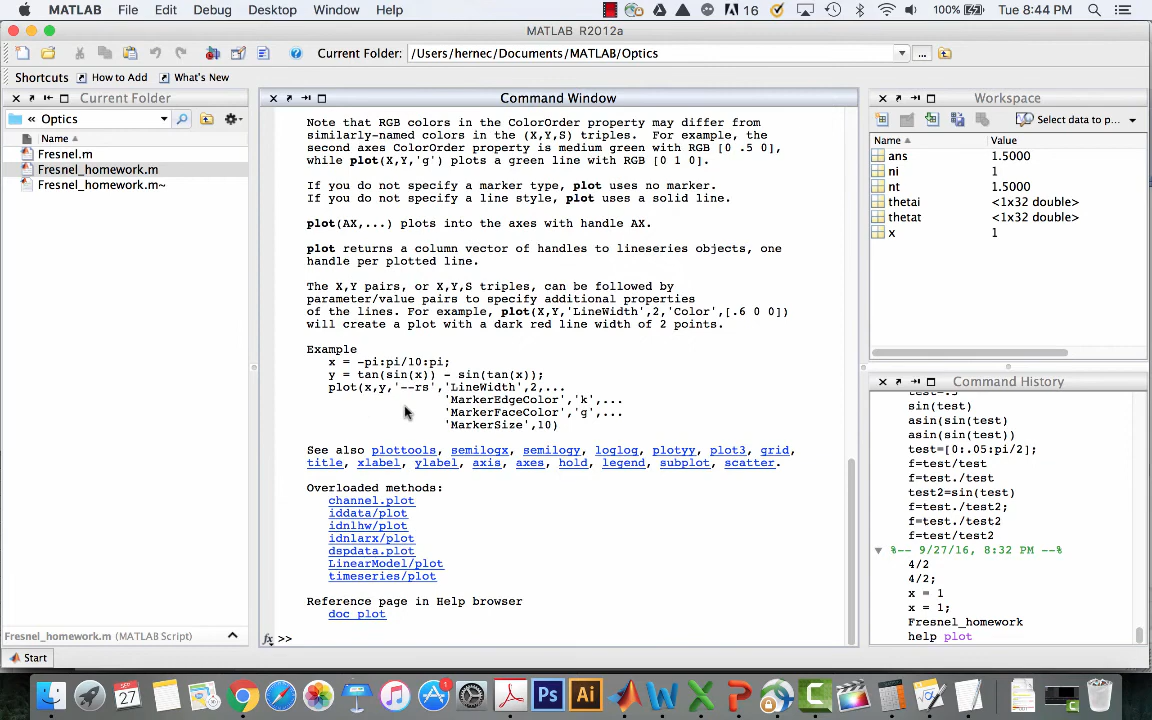 MATLAB File Edit Debug Desktop Window Help 16 100% Tue 8:44 PM
MATLAB R2012a
Current Folder: /Users/hernec/Documents/MATLAB/Optics ...
Shortcuts How to Add What's New
Current Folder
« Optics
Name
Fresnel.m
Fresnel_homework.m
Fresnel_homework.m~
Fresnel_homework.m (MATLAB Script)
Start
Command Window
Note that RGB colors in the ColorOrder property may differ from
similarly-named colors in the (X,Y,S) triples. For example, the
second axes ColorOrder property is medium green with RGB [0 .5 0],
while plot(X,Y,'g') plots a green line with RGB [0 1 0].
If you do not specify a marker type, plot uses no marker.
If you do not specify a line style, plot uses a solid line.
plot(AX,...) plots into the axes with handle AX.
plot returns a column vector of handles to lineseries objects, one
handle per plotted line.
The X,Y pairs, or X,Y,S triples, can be followed by
parameter/value pairs to specify additional properties
of the lines. For example, plot(X,Y,'LineWidth',2,'Color',[.6 0 0])
will create a plot with a dark red line width of 2 points.
Example
x = -pi:pi/10:pi;
y = tan(sin(x)) - sin(tan(x));
plot(x,y,'--rs','LineWidth',2,...
'MarkerEdgeColor','k',...
'MarkerFaceColor','g',...
'MarkerSize',10)
See also plottools, semilogx, semilogy, loglog, plotyy, plot3, grid,
title, xlabel, ylabel, axis, axes, hold, legend, subplot, scatter.
Overloaded methods:
channel.plot
iddata/plot
idnlhw/plot
idnlarx/plot
dspdata.plot
LinearModel/plot
timeseries/plot
Reference page in Help browser
doc plot
fx >>
Workspace
Select data to p...
Name Value
ans 1.5000
ni 1
nt 1.5000
thetai <1x32 double>
thetat <1x32 double>
x 1
Command History
test=.5
sin(test)
asin(sin(test))
asin(sin(test))
test=[0:.05:pi/2];
f=test/test
f=test./test
test2=sin(test)
f=test./test2;
f=test./test2
f=test/test2
%-- 9/27/16, 8:32 PM --%
4/2
4/2;
x = 1
x = 1;
Fresnel_homework
help plot
SEP
27
1
Ps Ai W X P C